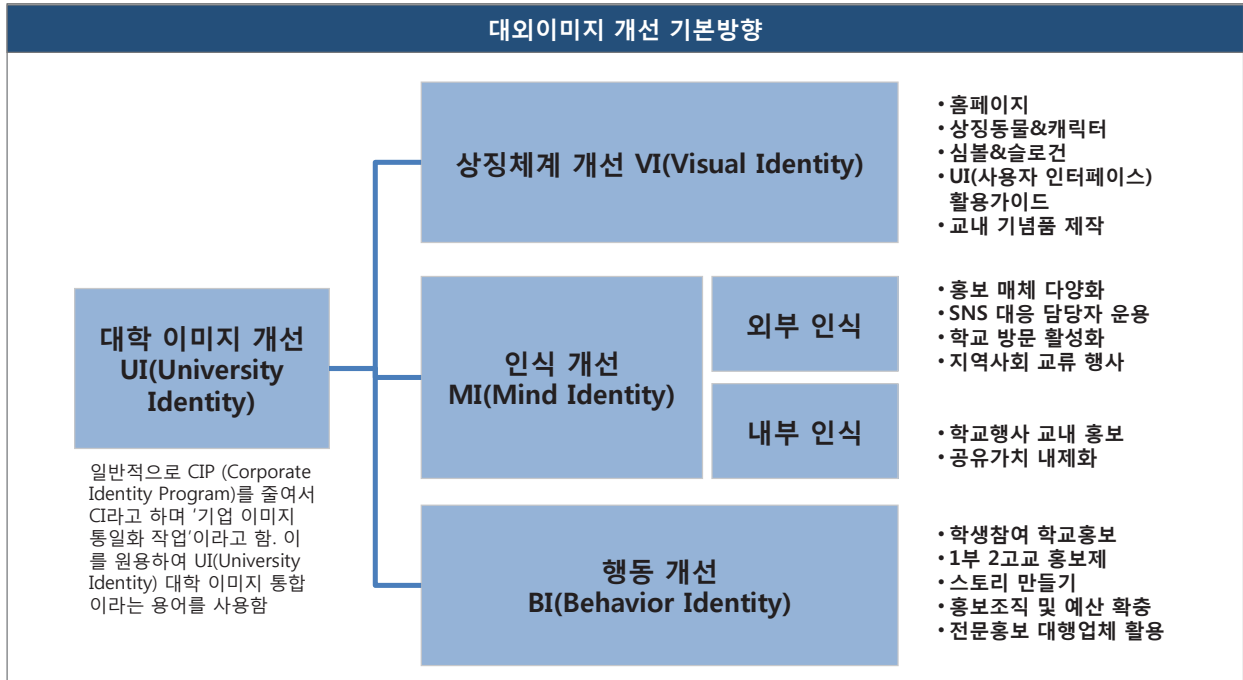 대외이미지 개선 기본방향
상징체계 개선 VI(Visual Identity)
• 홈페이지
• 상징동물&캐릭터
• 심볼&슬로건
• UI(사용자 인터페이스)
활용가이드
• 교내 기념품 제작
대학 이미지 개선
UI(University
Identity)
일반적으로 CIP (Corporate
Identity Program)를 줄여서
CI라고 하며 '기업 이미지
통일화 작업'이라고 함. 이
를 원용하여 UI(University
Identity) 대학 이미지 통합
이라는 용어를 사용함
인식 개선
MI(Mind Identity)
외부 인식
• 홍보 매체 다양화
• SNS 대응 담당자 운용
• 학교 방문 활성화
• 지역사회 교류 행사
내부 인식
• 학교행사 교내 홍보
• 공유가치 내제화
행동 개선
BI(Behavior Identity)
• 학생참여 학교홍보
• 1부 2고교 홍보제
• 스토리 만들기
• 홍보조직 및 예산 확충
• 전문홍보 대행업체 활용